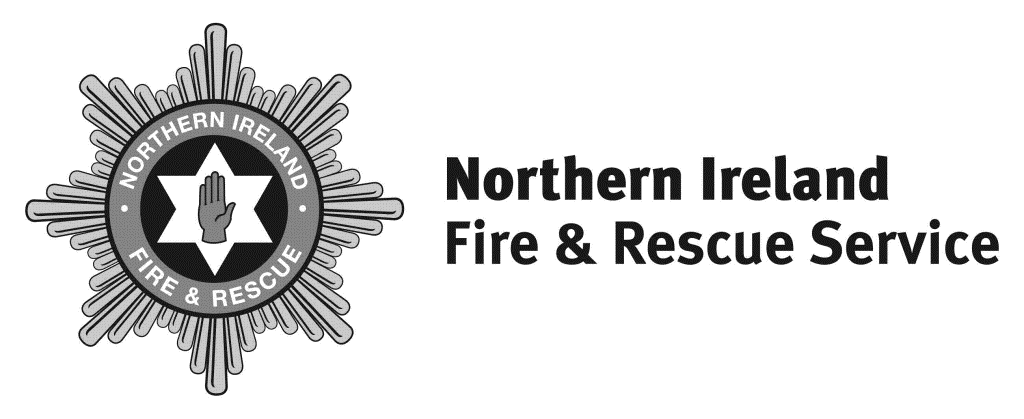 NORTHERN IRELAND
FIRE & RESCUE
Northern Ireland
Fire & Rescue Service